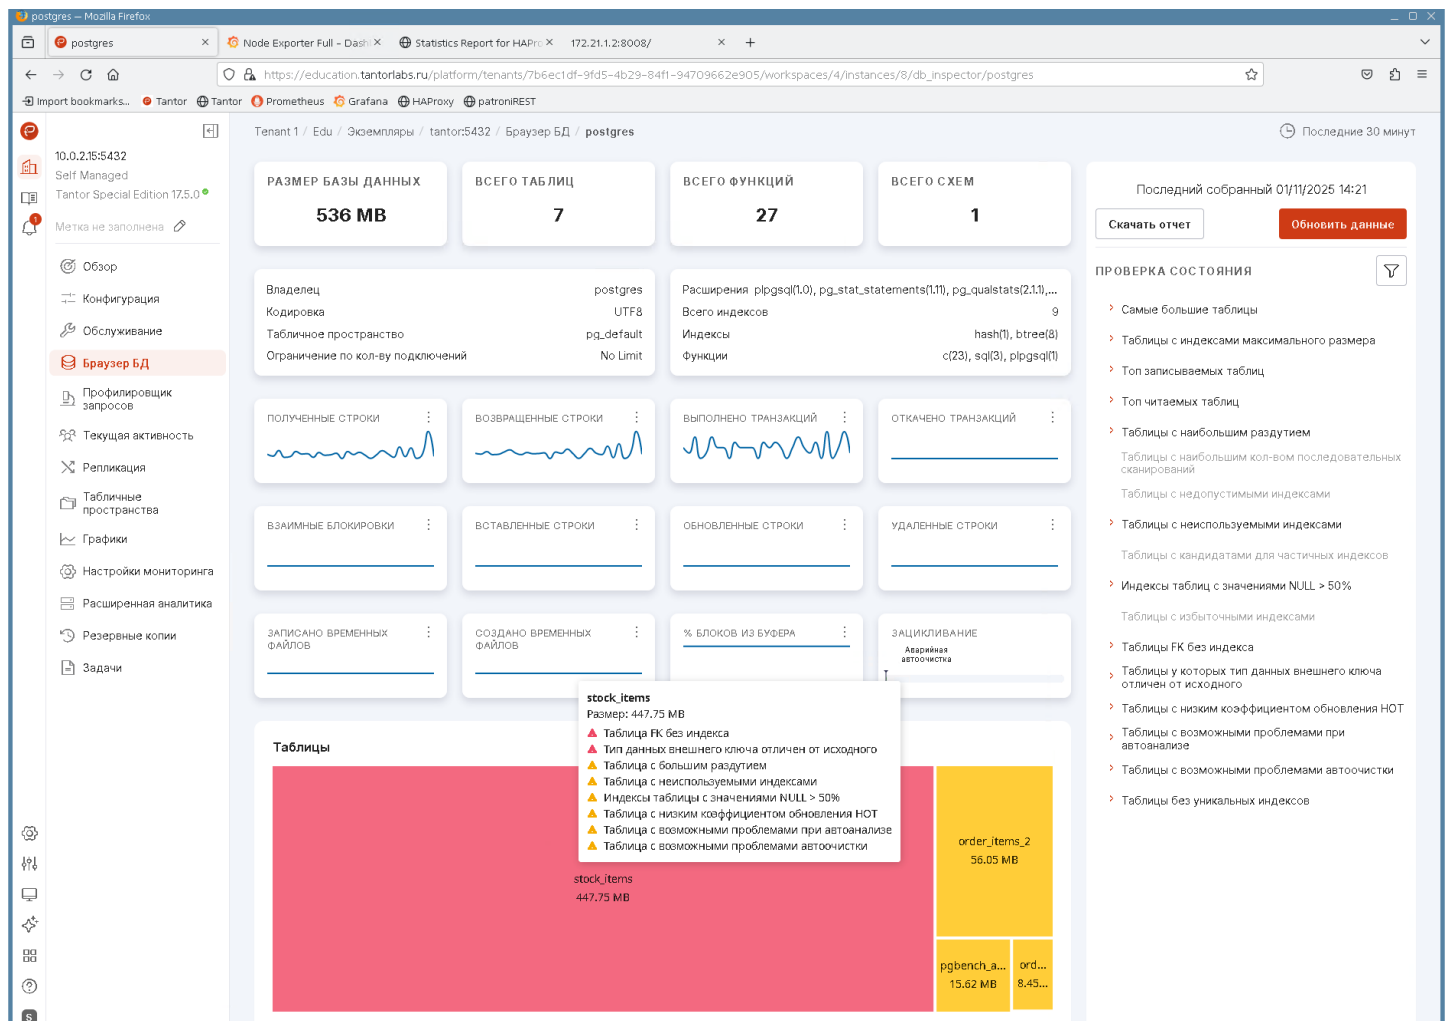 postgres — Mozilla Firefox
postgres
Node Exporter Full – Dash
Statistics Report for HAPro
172.21.1.2:8008/
https://education.tantorlabs.ru/platform/tenants/7b6ec1df-9fd5-4b29-84f1-94709662e905/workspaces/4/instances/8/db_inspector/postgres
Import bookmarks...
Tantor
Tantor
Prometheus
Grafana
HAProxy
patroniREST
10.0.2.15:5432
Self Managed
Tantor Special Edition 17.5.0
1
Метка не заполнена
Обзор
Конфигурация
Обслуживание
Браузер БД
Профилировщик
запросов
Текущая активность
Репликация
Табличные
пространства
Графики
Настройки мониторинга
Расширенная аналитика
Резервные копии
Задачи
S
Tenant 1 / Edu / Экземпляры / tantor:5432 / Браузер БД / postgres
Последние 30 минут
РАЗМЕР БАЗЫ ДАННЫХ
536 MB
ВСЕГО ТАБЛИЦ
7
ВСЕГО ФУНКЦИЙ
27
ВСЕГО СХЕМ
1
Владелец postgres
Кодировка UTF8
Табличное пространство pg_default
Ограничение по кол-ву подключений No Limit
Расширения plpgsql(1.0), pg_stat_statements(1.11), pg_qualstats(2.1.1),...
Всего индексов 9
Индексы hash(1), btree(8)
Функции c(23), sql(3), plpgsql(1)
ПОЛУЧЕННЫЕ СТРОКИ
ВОЗВРАЩЕННЫЕ СТРОКИ
ВЫПОЛНЕНО ТРАНЗАКЦИЙ
ОТКАЧЕНО ТРАНЗАКЦИЙ
ВЗАИМНЫЕ БЛОКИРОВКИ
ВСТАВЛЕННЫЕ СТРОКИ
ОБНОВЛЕННЫЕ СТРОКИ
УДАЛЕННЫЕ СТРОКИ
ЗАПИСАНО ВРЕМЕННЫХ
ФАЙЛОВ
СОЗДАНО ВРЕМЕННЫХ
ФАЙЛОВ
% БЛОКОВ ИЗ БУФЕРА
ЗАЦИКЛИВАНИЕ
Аварийная
автоочистка
stock_items
Размер: 447.75 MB
Таблица FK без индекса
Тип данных внешнего ключа отличен от исходного
Таблица с большим раздутием
Таблица с неиспользуемыми индексами
Индексы таблицы с значениями NULL > 50%
Таблица с низким коэффициентом обновления HOT
Таблица с возможными проблемами при автоанализе
Таблица с возможными проблемами автоочистки
Таблицы
stock_items
447.75 MB
order_items_2
56.05 MB
pgbench_a...
15.62 MB
ord...
8.45...
Последний собранный 01/11/2025 14:21
Скачать отчет
Обновить данные
ПРОВЕРКА СОСТОЯНИЯ
Самые большие таблицы
Таблицы с индексами максимального размера
Топ записываемых таблиц
Топ читаемых таблиц
Таблицы с наибольшим раздутием
Таблицы с наибольшим кол-вом последовательных
сканирований
Таблицы с недопустимыми индексами
Таблицы с неиспользуемыми индексами
Таблицы с кандидатами для частичных индексов
Индексы таблиц с значениями NULL > 50%
Таблицы с избыточными индексами
Таблицы FK без индекса
Таблицы у которых тип данных внешнего ключа
отличен от исходного
Таблицы с низким коэффициентом обновления HOT
Таблицы с возможными проблемами при
автоанализе
Таблицы с возможными проблемами автоочистки
Таблицы без уникальных индексов